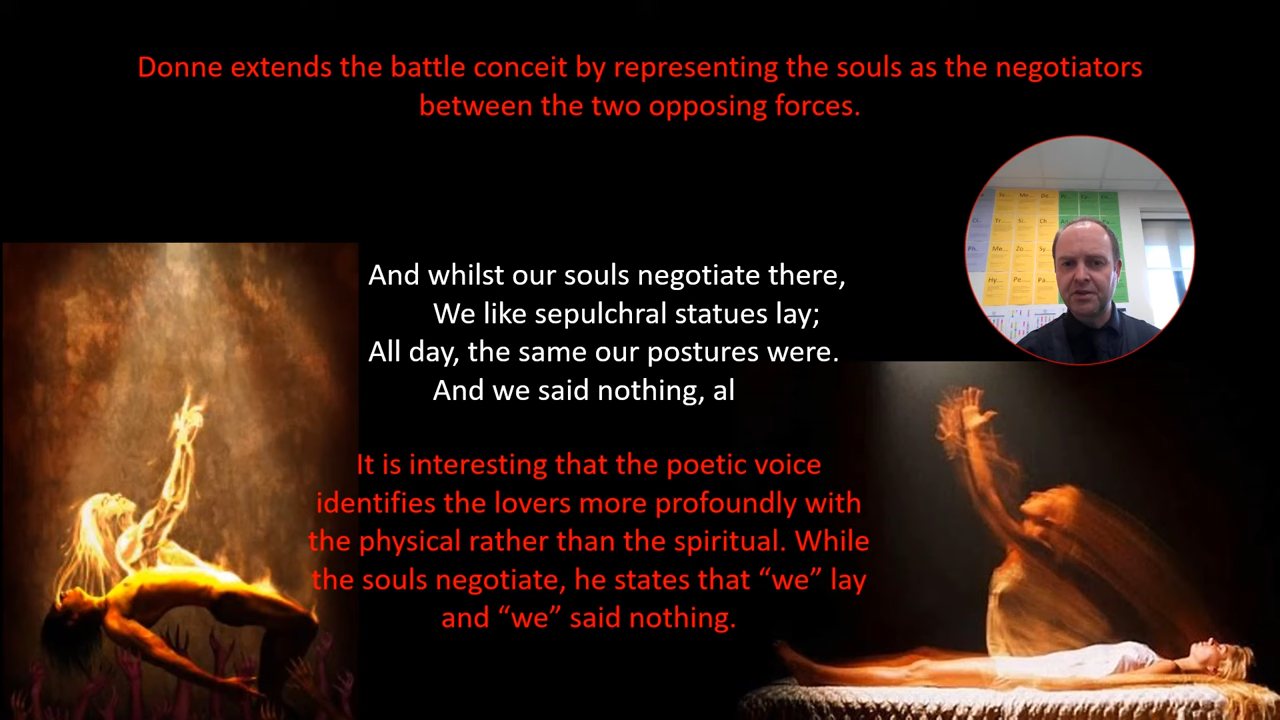 Donne extends the battle conceit by representing the souls as the negotiators
between the two opposing forces.
And whilst our souls negotiate there,
We like sepulchral statues lay;
All day, the same our postures were.
And we said nothing, al
It is interesting that the poetic voice
identifies the lovers more profoundly with
the physical rather than the spiritual. While
the souls negotiate, he states that “we” lay
and “we” said nothing.